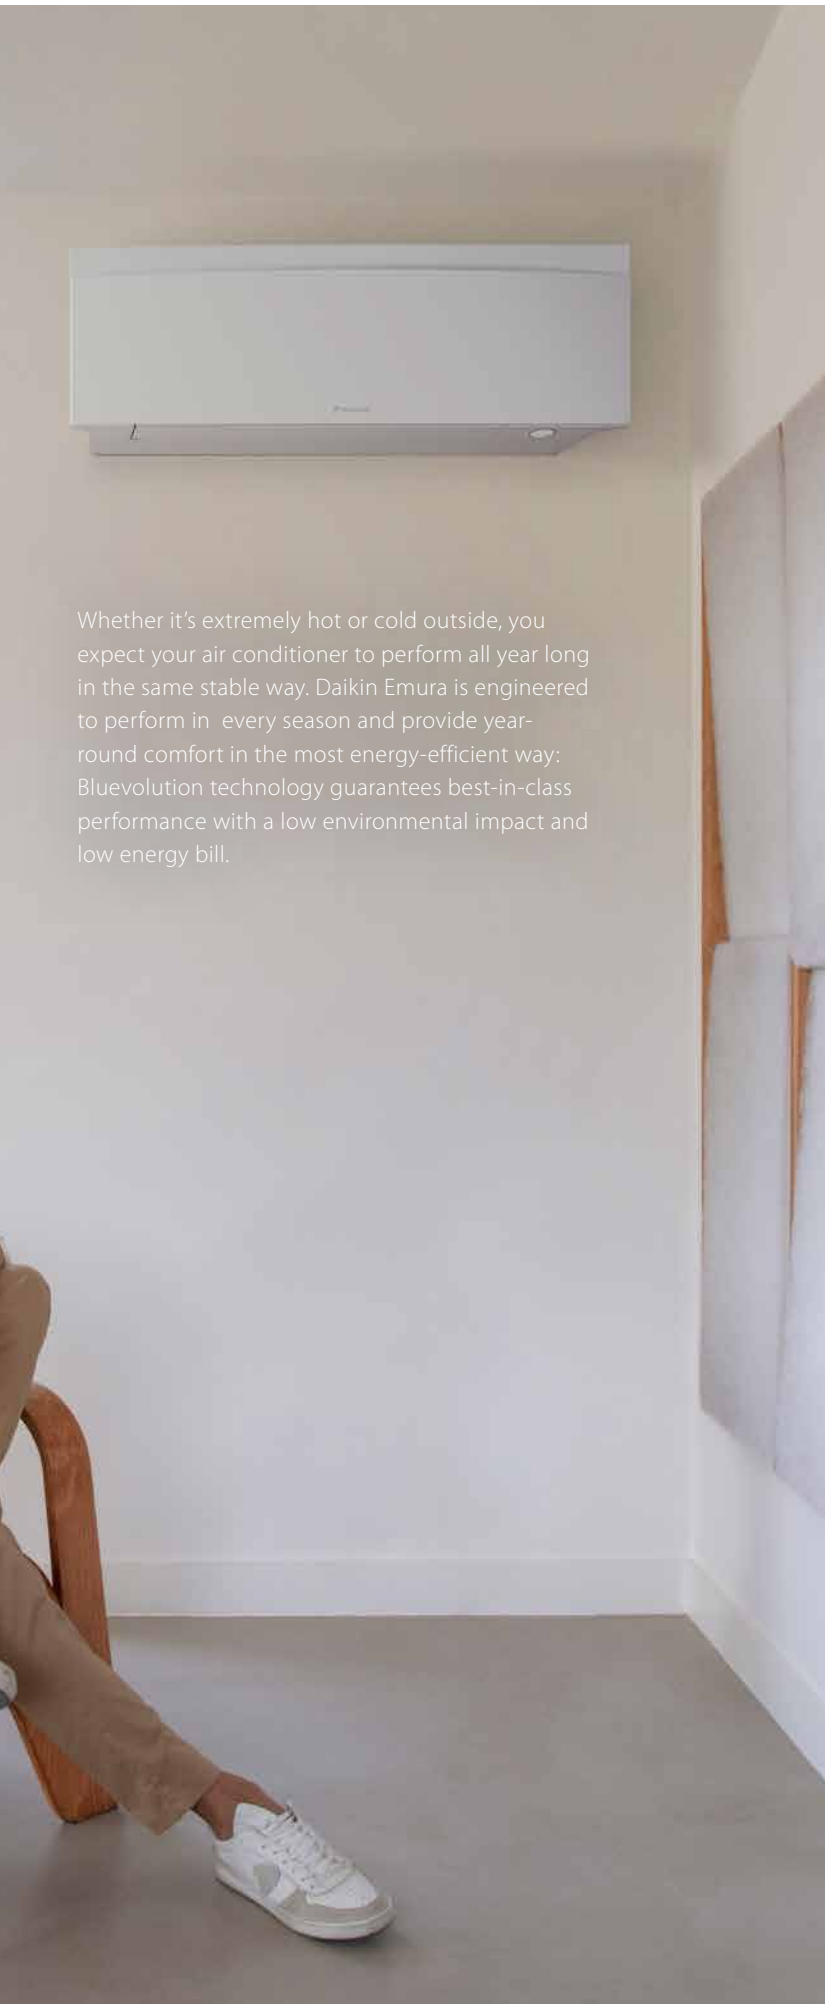 Whether it’s extremely hot or cold outside, you
expect your air conditioner to perform all year long
in the same stable way. Daikin Emura is engineered
to perform in  every season and provide year-
round comfort in the most energy-efficient way:
Bluevolution technology guarantees best-in-class
performance with a low environmental impact and
low energy bill.